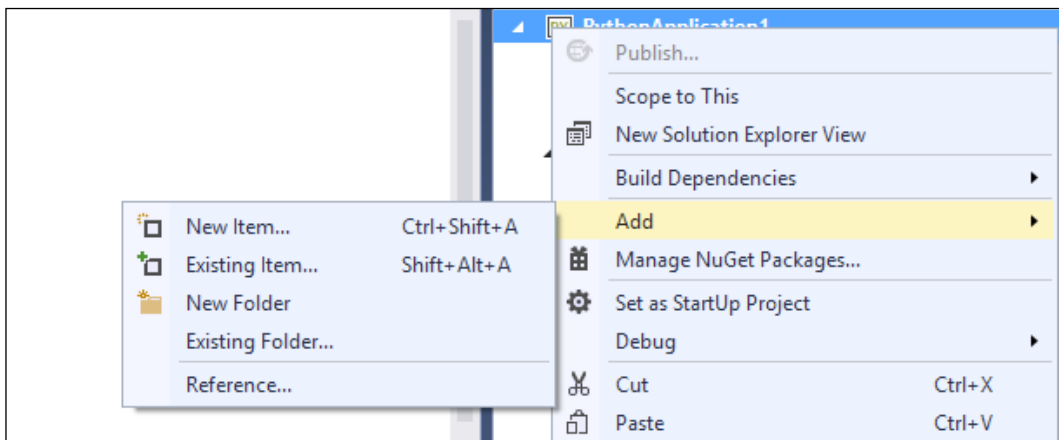 PythonApplication1
Publish...
Scope to This
New Solution Explorer View
Build Dependencies
Add
Manage NuGet Packages...
Set as StartUp Project
Debug
Cut Ctrl+X
Paste Ctrl+V
New Item... Ctrl+Shift+A
Existing Item... Shift+Alt+A
New Folder
Existing Folder...
Reference...